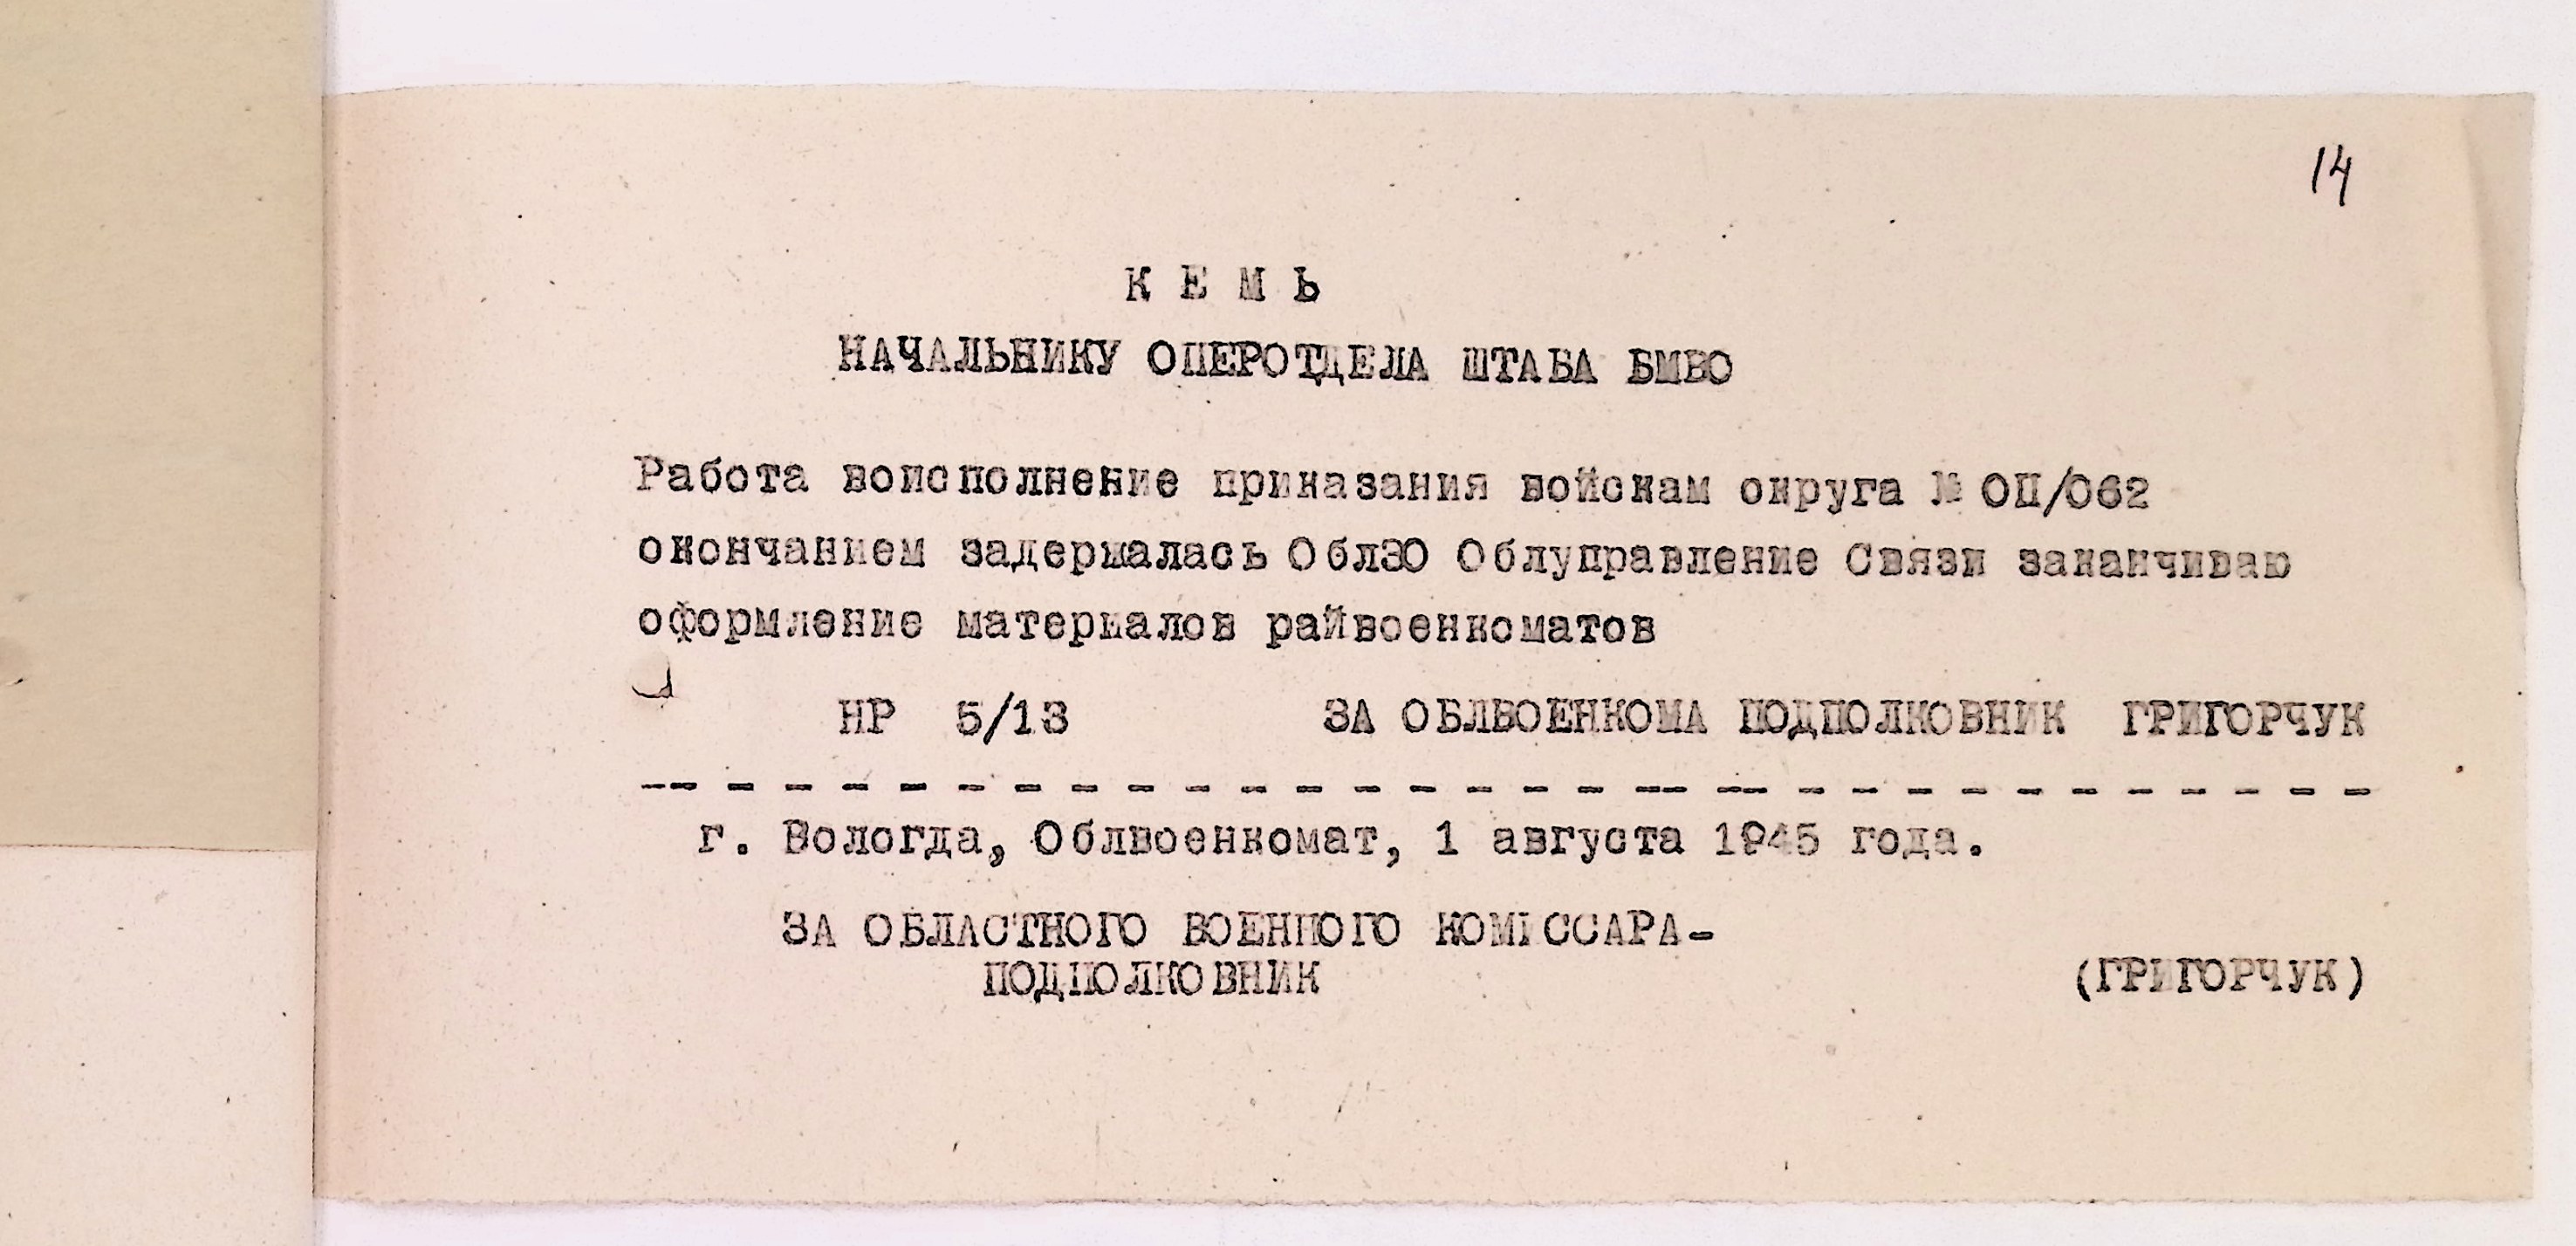 14
К Е М Ь
НАЧАЛЬНИКУ ОПЕРОТДЕЛА ШТАБА БМВО
Работа воисполнение приказания войскам округа № ОП/062
окончанием задержалась ОблЗО Облуправление Связи заканчиваю
оформление материалов райвоенкоматов
НР 5/13 ЗА ОБЛВОЕНКОМА ПОДПОЛКОВНИК ГРИГОРЧУК
-- - - - - - - - - - - - - - - - - -- -- - - - - - - - - - -
г. Вологда, Облвоенкомат, 1 августа 1945 года.
ЗА ОБЛАСТНОГО ВОЕННОГО КОМИССАРА-
ПОДПОЛКОВНИК (ГРИГОРЧУК)